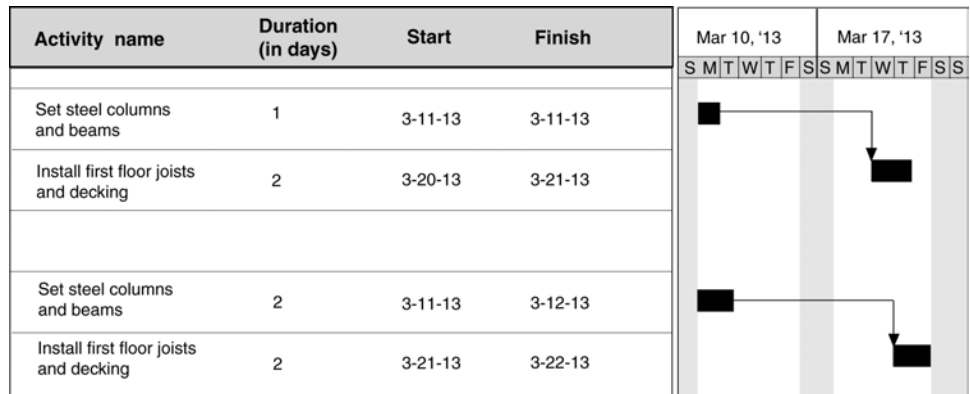 Activity name Duration (in days) Start Finish
Mar 10, ‘13 Mar 17, ‘13
S M T W T F S S M T W T F S S
Set steel columns
and beams
1 3-11-13 3-11-13
Install first floor joists
and decking
2 3-20-13 3-21-13
Set steel columns
and beams
2 3-11-13 3-12-13
Install first floor joists
and decking
2 3-21-13 3-22-13